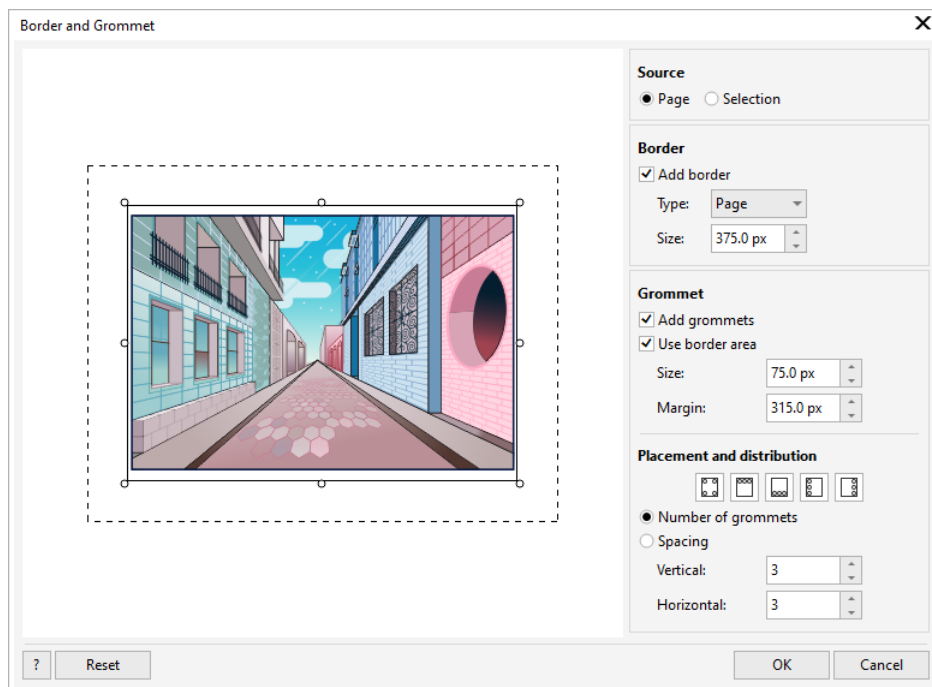 Border and Grommet
Source
Page Selection
Border
Add border
Type: Page
Size: 375.0 px
Grommet
Add grommets
Use border area
Size: 75.0 px
Margin: 315.0 px
Placement and distribution
Number of grommets
Spacing
Vertical: 3
Horizontal: 3
? Reset OK Cancel